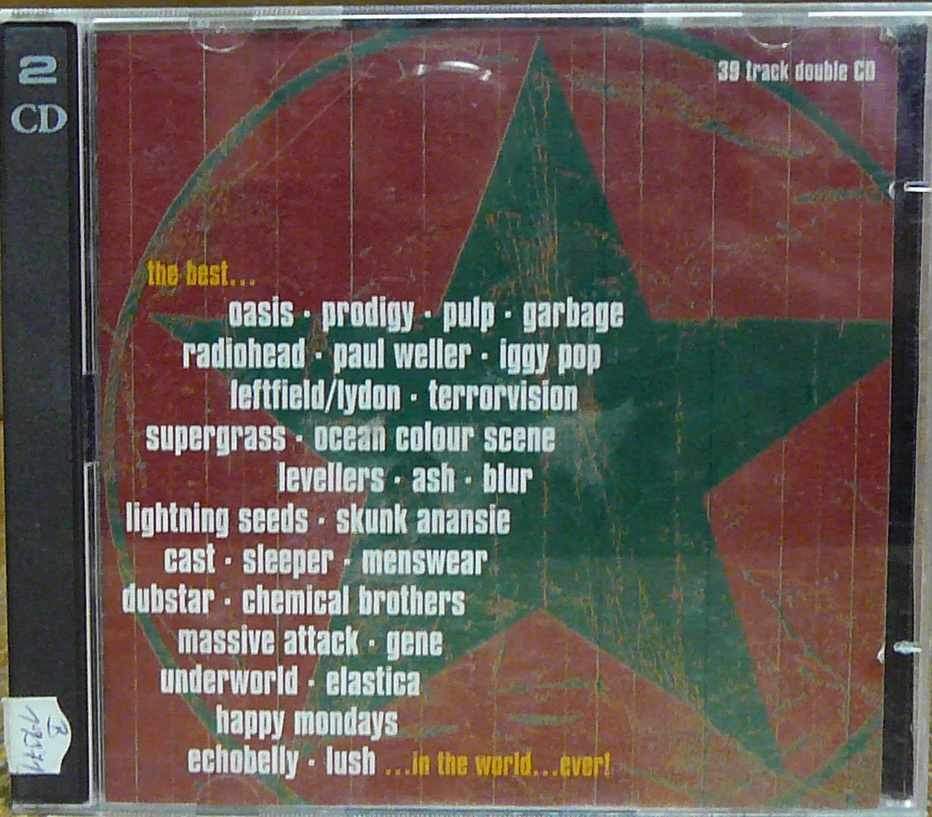 2
CD
39 track double CD
the best...
oasis · prodigy · pulp · garbage
radiohead · paul weller · iggy pop
leftfield/lydon · terrorvision
supergrass · ocean colour scene
levellers · ash · blur
lightning seeds · skunk anansie
cast · sleeper · menswear
dubstar · chemical brothers
massive attack · gene
underworld · elastica
happy mondays
echobelly · lush ...in the world...ever!